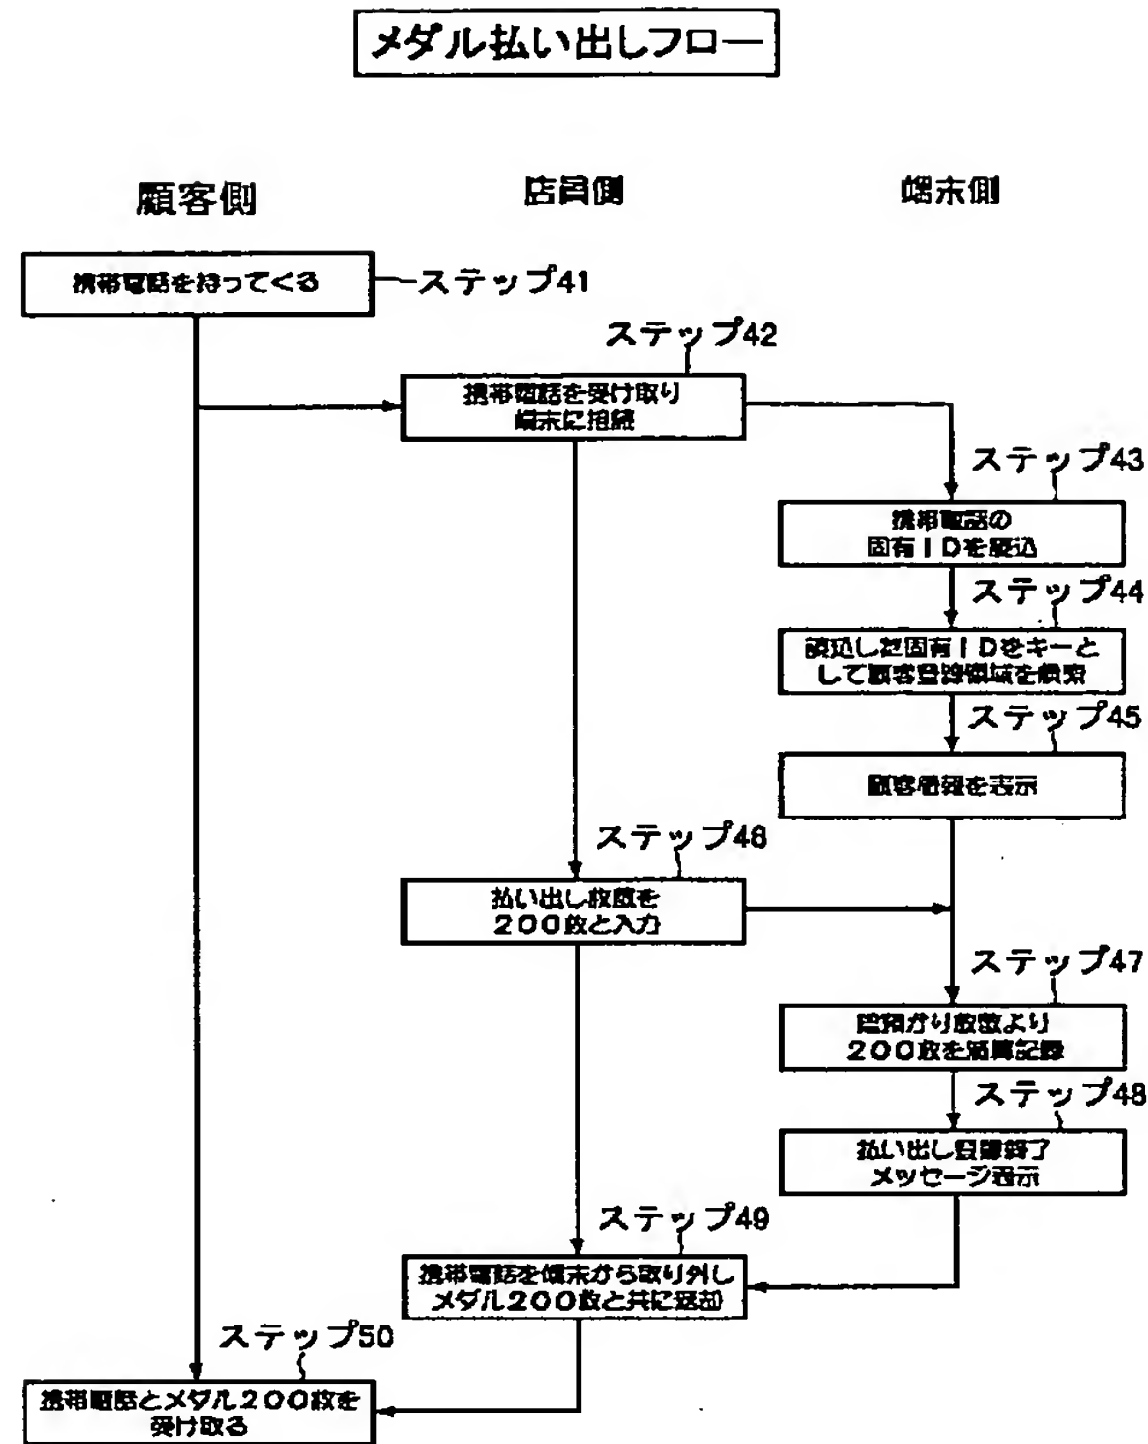 メダル払い出しフロー
顧客側
店員側
端末側
携帯電話を持ってくる
ステップ41
ステップ42
携帯電話を受け取り
端末に接続
ステップ43
携帯電話の
固有IDを読込
ステップ44
読込した固有IDをキーと
して顧客登録領域を検索
ステップ45
顧客情報を表示
ステップ46
払い出し枚数を
200枚と入力
ステップ47
総預かり枚数より
200枚を減算記録
ステップ48
払い出し登録終了
メッセージ表示
ステップ49
携帯電話を端末から取り外し
メダル200枚と共に返却
ステップ50
携帯電話とメダル200枚を
受け取る